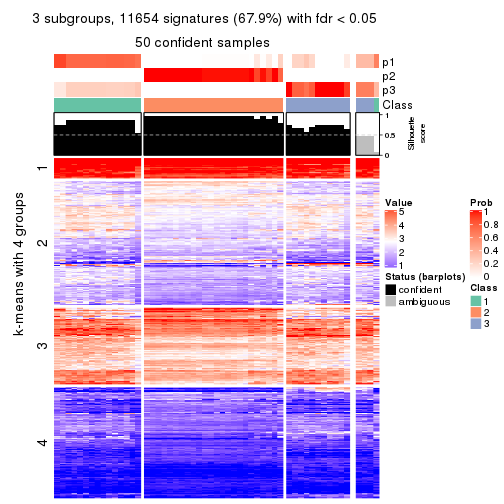 3 subgroups, 11654 signatures (67.9%) with fdr < 0.05
50 confident samples
p1
p2
p3
Class
1
0.5
0
Silhouette
score
k-means with 4 groups
1
2
3
4
Value
5
4
3
2
1
Status (barplots)
confident
ambiguous
Prob
1
0.8
0.6
0.4
0.2
0
Class
1
2
3